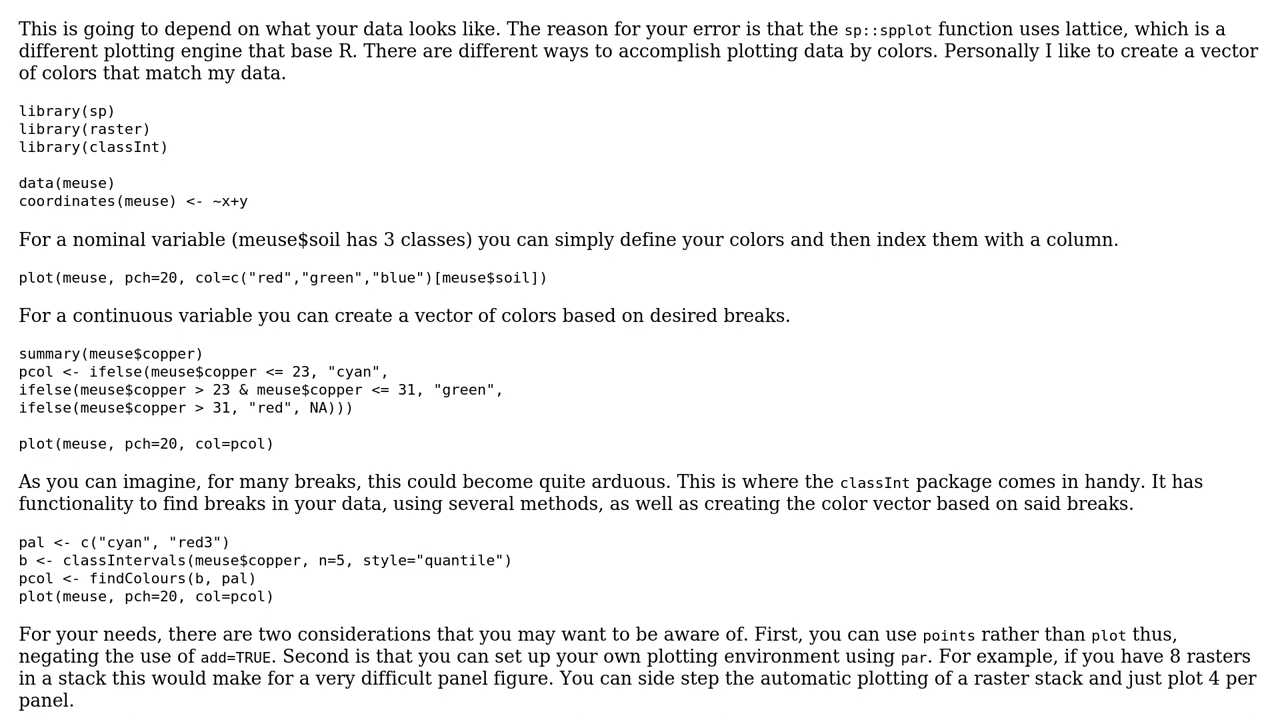 This is going to depend on what your data looks like. The reason for your error is that the sp::spplot function uses lattice, which is a
different plotting engine that base R. There are different ways to accomplish plotting data by colors. Personally I like to create a vector
of colors that match my data.
library(sp)
library(raster)
library(classInt)
data(meuse)
coordinates(meuse) <- ~x+y
For a nominal variable (meuse$soil has 3 classes) you can simply define your colors and then index them with a column.
plot(meuse, pch=20, col=c("red","green","blue")[meuse$soil])
For a continuous variable you can create a vector of colors based on desired breaks.
summary(meuse$copper)
pcol <- ifelse(meuse$copper <= 23, "cyan",
ifelse(meuse$copper > 23 & meuse$copper <= 31, "green",
ifelse(meuse$copper > 31, "red", NA)))
plot(meuse, pch=20, col=pcol)
As you can imagine, for many breaks, this could become quite arduous. This is where the classInt package comes in handy. It has
functionality to find breaks in your data, using several methods, as well as creating the color vector based on said breaks.
pal <- c("cyan", "red3")
b <- classIntervals(meuse$copper, n=5, style="quantile")
pcol <- findColours(b, pal)
plot(meuse, pch=20, col=pcol)
For your needs, there are two considerations that you may want to be aware of. First, you can use points rather than plot thus,
negating the use of add=TRUE. Second is that you can set up your own plotting environment using par. For example, if you have 8 rasters
in a stack this would make for a very difficult panel figure. You can side step the automatic plotting of a raster stack and just plot 4 per
panel.